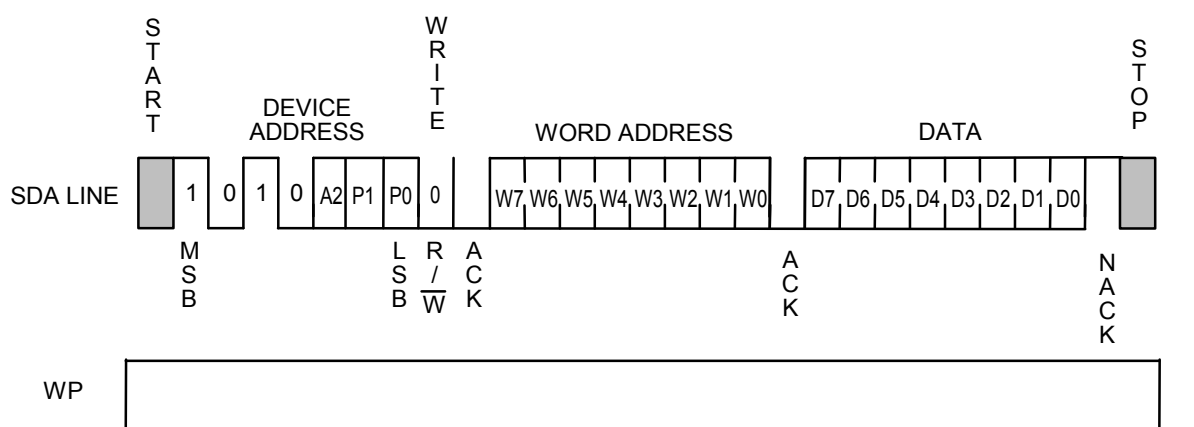 START
WRITE
STOP
DEVICE
ADDRESS
WORD ADDRESS
DATA
SDA LINE
1 0 1 0 A2 P1 P0 0 W7 W6 W5 W4 W3 W2 W1 W0 D7 D6 D5 D4 D3 D2 D1 D0
MSB
LSB
R/W
ACK
ACK
NACK
WP